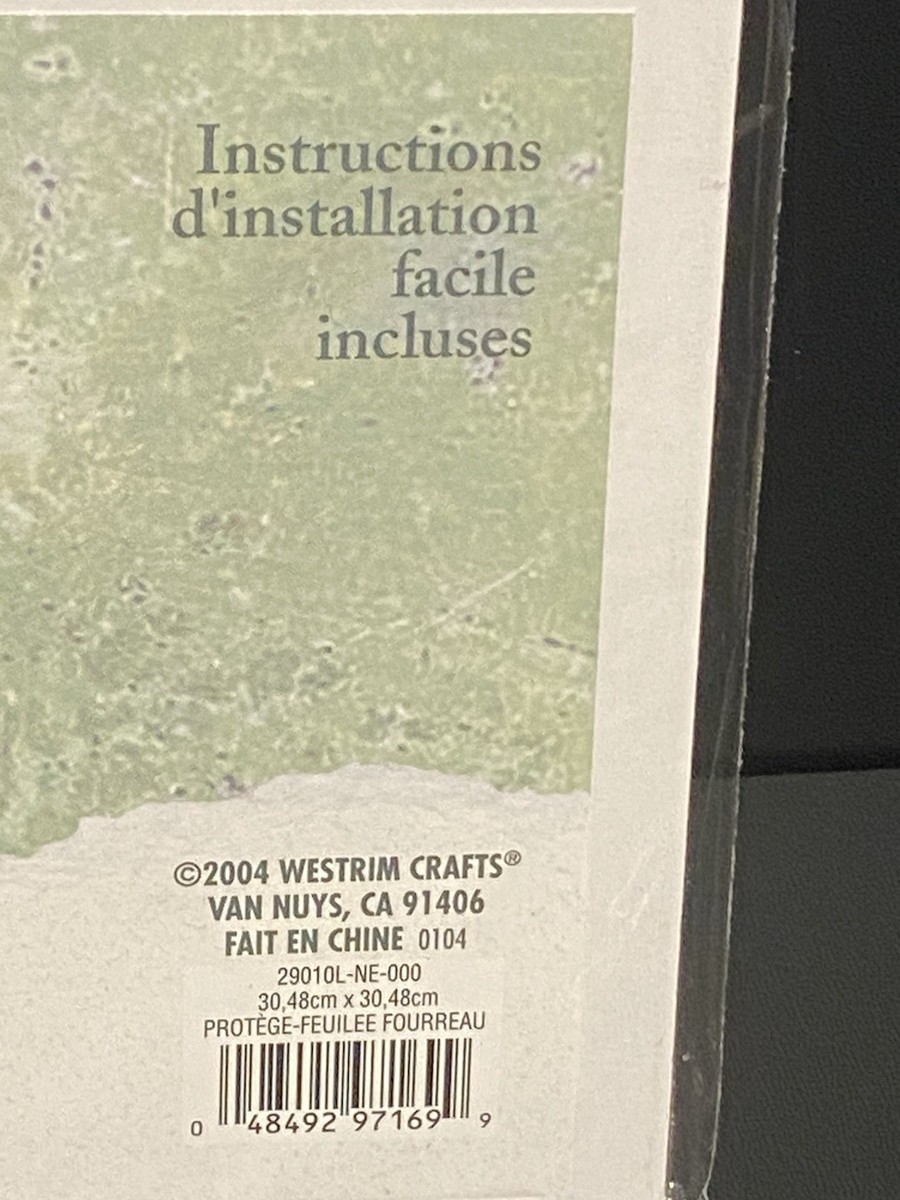 Instructions
d'installation
facile
incluses
©2004 WESTRIM CRAFTS®
VAN NUYS, CA 91406
FAIT EN CHINE 0104
29010L-NE-000
30,48cm x 30,48cm
PROTÈGE-FEUILEE FOURREAU
0 48492 97169 9